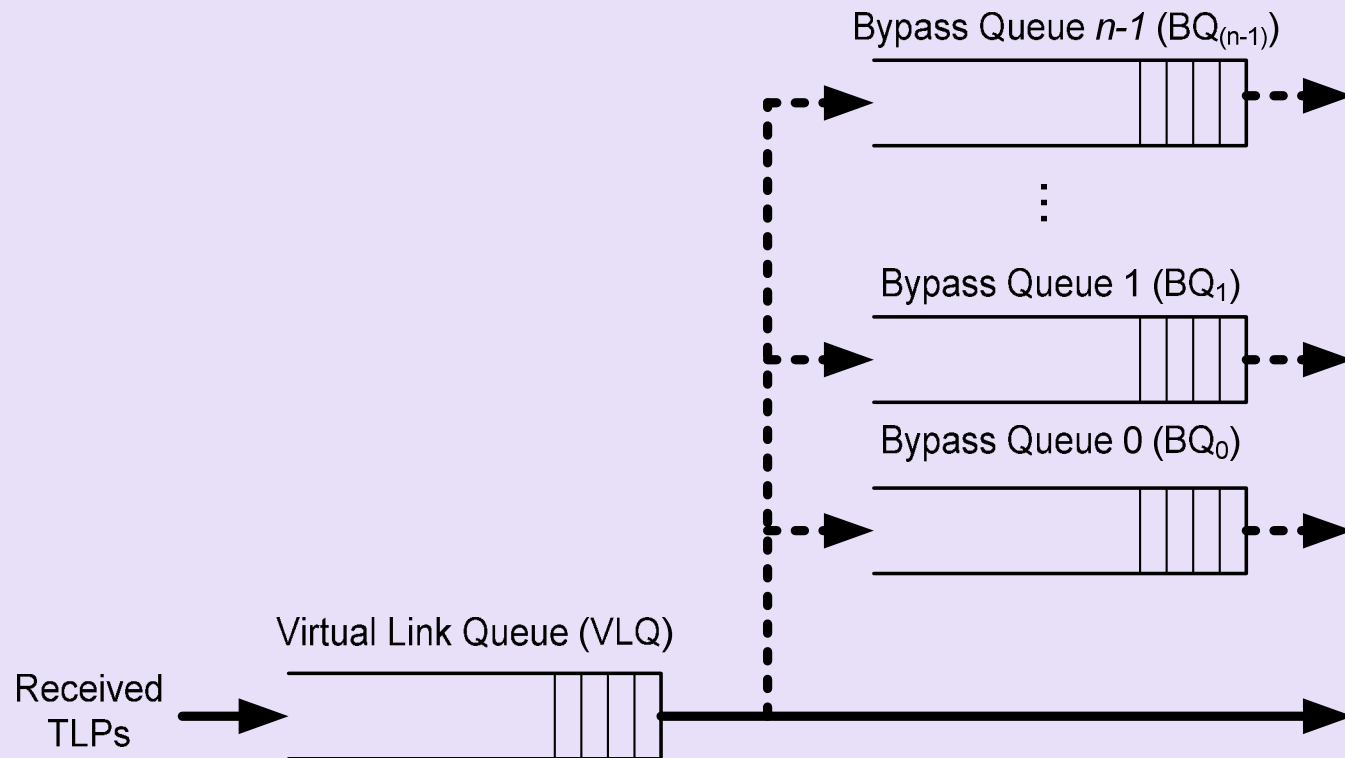 Bypass Queue n-1 (BQ(n-1))
⋮
Bypass Queue 1 (BQ1)
Bypass Queue 0 (BQ0)
Virtual Link Queue (VLQ)
Received
TLPs